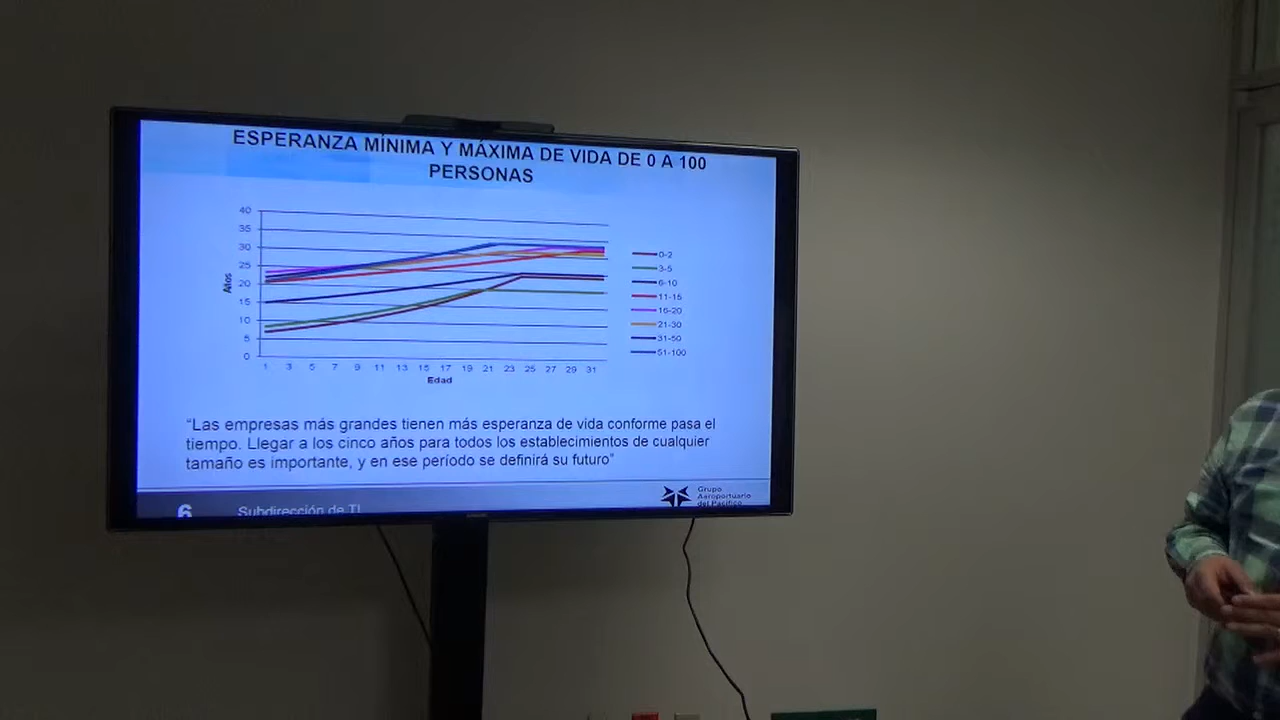 ESPERANZA MÍNIMA Y MÁXIMA DE VIDA DE 0 A 100
PERSONAS
40
35
30
25
20
15
10
5
0
Años
1 3 5 7 9 11 13 15 17 19 21 23 25 27 29 31
Edad
0-2
3-5
6-10
11-15
16-20
21-30
31-50
51-100
“Las empresas más grandes tienen más esperanza de vida conforme pasa el
tiempo. Llegar a los cinco años para todos los establecimientos de cualquier
tamaño es importante, y en ese período se definirá su futuro”
6 Subdirección de TI
Grupo
Aeroportuario
del Pacífico